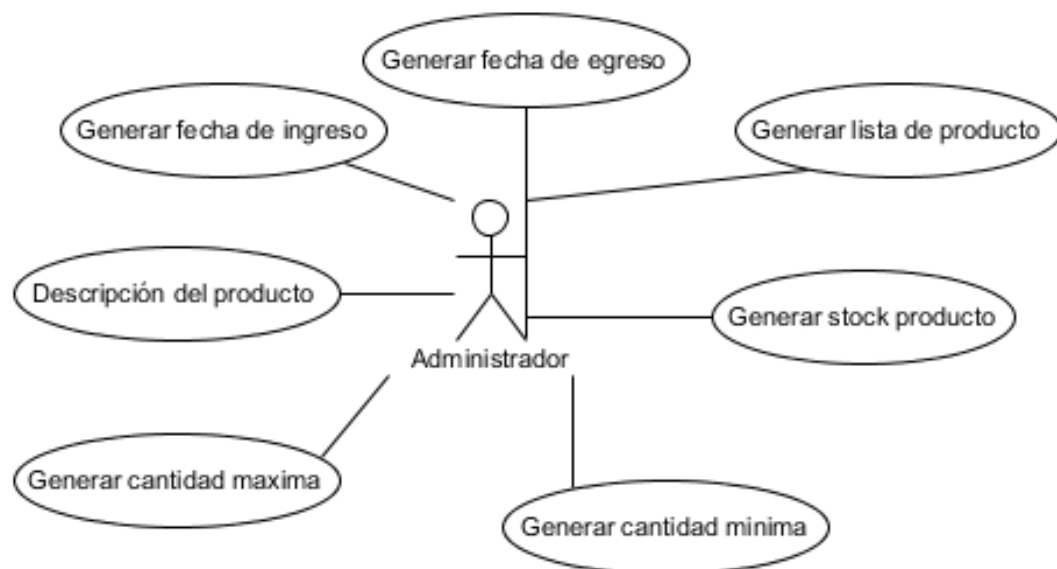 Generar fecha de egreso
Generar fecha de ingreso
Generar lista de producto
Descripción del producto
Generar stock producto
Administrador
Generar cantidad maxima
Generar cantidad minima